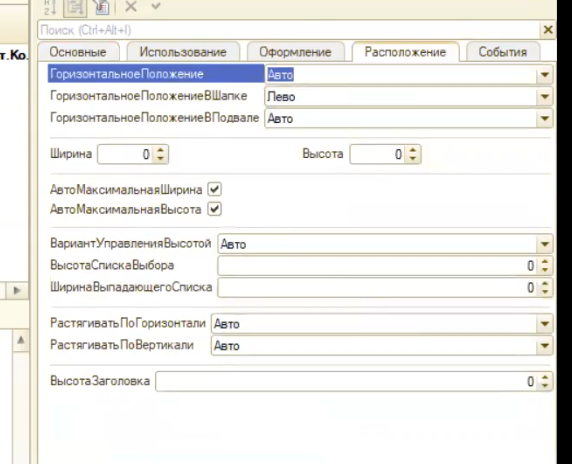 Поиск (Ctrl+Alt+I)
т.Ко.
Основные Использование Оформление Расположение События
ГоризонтальноеПоложение Авто
ГоризонтальноеПоложениеВШапке Лево
ГоризонтальноеПоложениеВПодвале Авто
Ширина 0 Высота 0
АвтоМаксимальнаяШирина
АвтоМаксимальнаяВысота
ВариантУправленияВысотой Авто
ВысотаСпискаВыбора 0
ШиринаВыпадающегоСписка 0
РастягиватьПоГоризонтали Авто
РастягиватьПоВертикали Авто
ВысотаЗаголовка 0